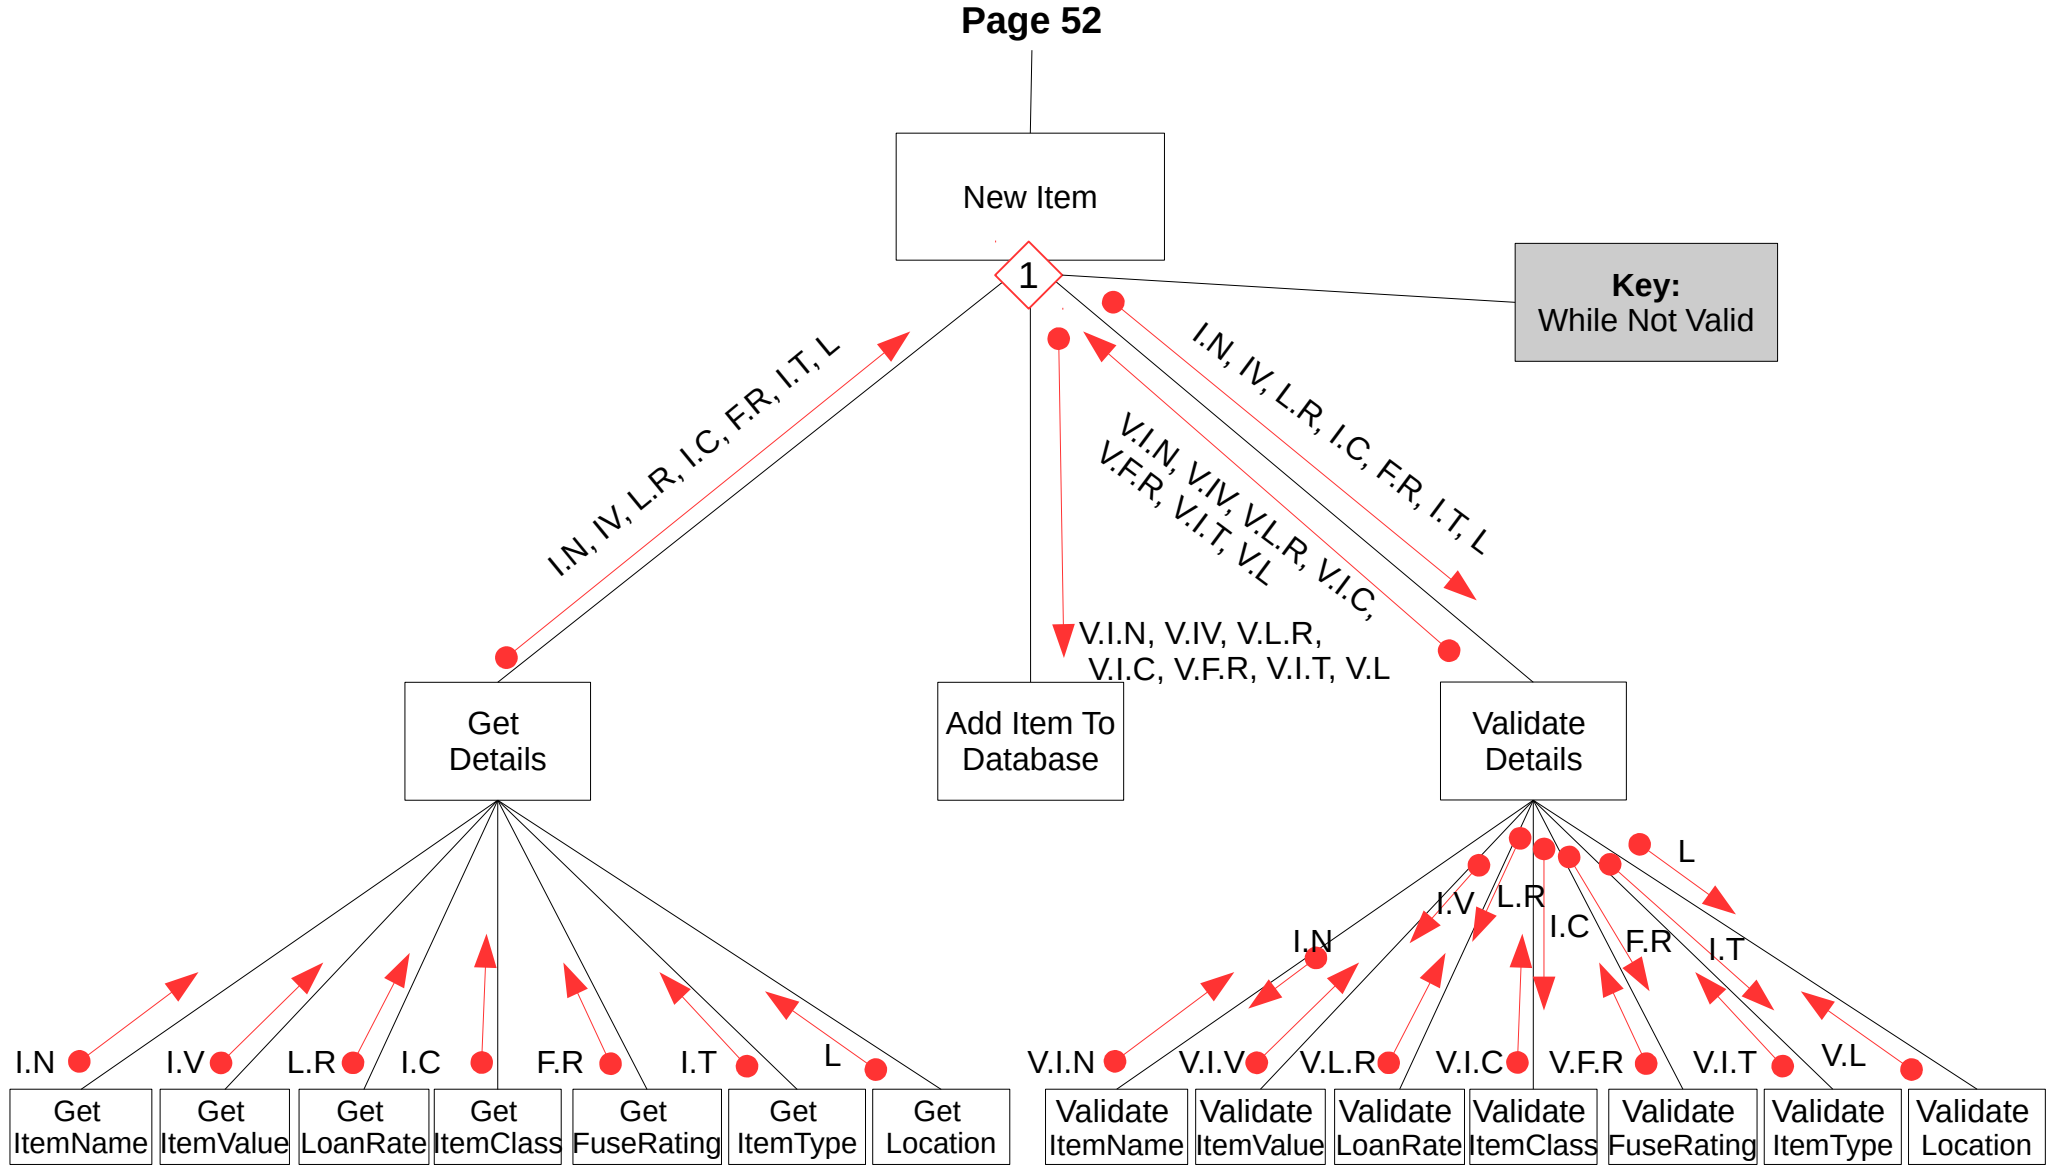 Page 52
New Item
1
Key:
While Not Valid
I.N, IV, L.R, I.C, F.R, I.T, L
I.N, IV, L.R, I.C, F.R, I.T, L
V.I.N, V.IV, V.L.R, V.I.C,
V.F.R, V.I.T, V.L
V.I.N, V.IV, V.L.R,
V.I.C, V.F.R, V.I.T, V.L
Get
Details
Add Item To
Database
Validate
Details
L
I.V
L.R
I.C
I.N
F.R
I.T
I.N
I.V
L.R
I.C
F.R
I.T
L
V.I.N
V.I.V
V.L.R
V.I.C
V.F.R
V.I.T
V.L
Get
ItemName
Get
ItemValue
Get
LoanRate
Get
ItemClass
Get
FuseRating
Get
ItemType
Get
Location
Validate
ItemName
Validate
ItemValue
Validate
LoanRate
Validate
ItemClass
Validate
FuseRating
Validate
ItemType
Validate
Location